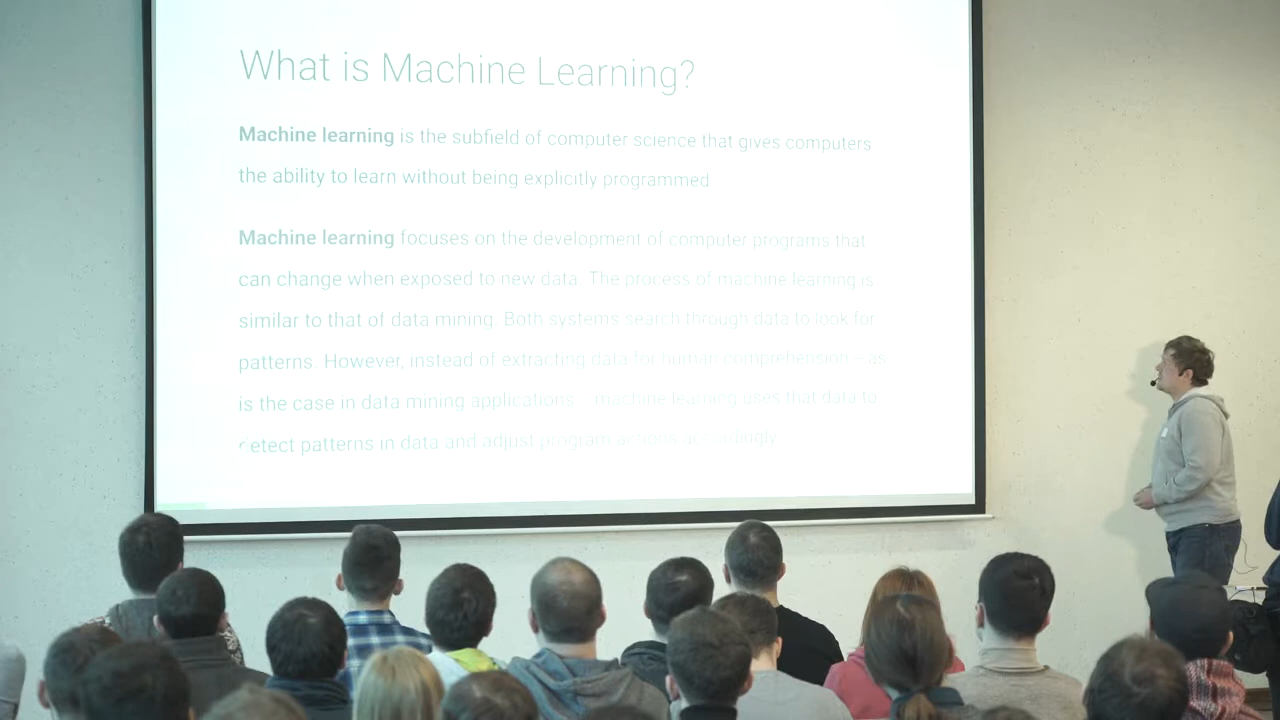 What is Machine Learning?
Machine learning is the subfield of computer science that gives computers
the ability to learn without being explicitly programmed
Machine learning focuses on the development of computer programs that
can change when exposed to new data. The process of machine learning is
similar to that of data mining. Both systems search through data to look for
patterns. However, instead of extracting data for human comprehension – as
is the case in data mining applications – machine learning uses that data to
detect patterns in data and adjust program actions accordingly.